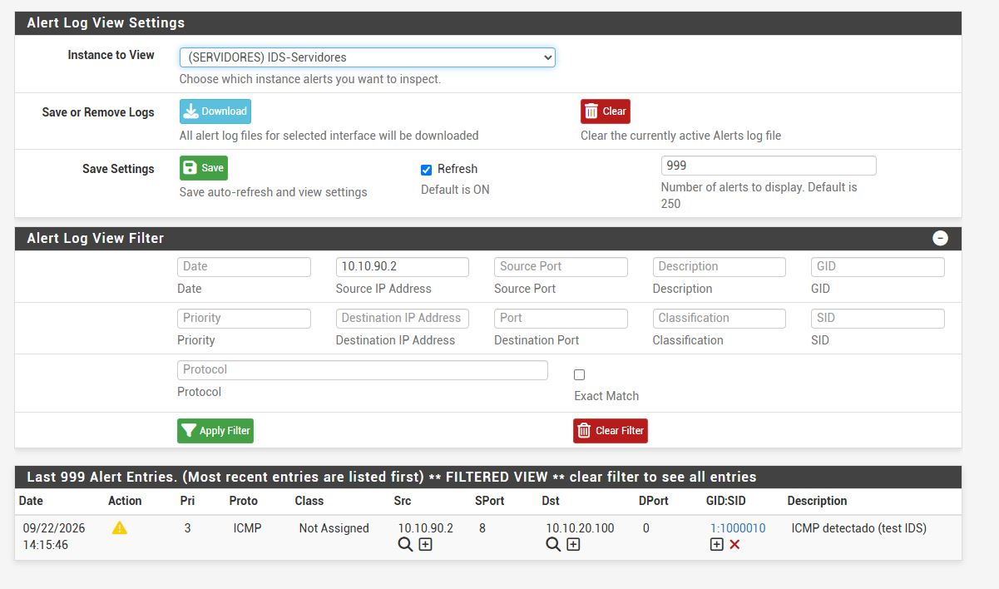 Alert Log View Settings
Instance to View
(SERVIDORES) IDS-Servidores
Choose which instance alerts you want to inspect.
Save or Remove Logs
Download
Clear
All alert log files for selected interface will be downloaded
Clear the currently active Alerts log file
Save Settings
Save
Refresh
999
Save auto-refresh and view settings
Default is ON
Number of alerts to display. Default is
250
Alert Log View Filter
Date
10.10.90.2
Source Port
Description
GID
Date
Source IP Address
Source Port
Description
GID
Priority
Destination IP Address
Port
Classification
SID
Priority
Destination IP Address
Destination Port
Classification
SID
Protocol
Protocol
Exact Match
Apply Filter
Clear Filter
Last 999 Alert Entries. (Most recent entries are listed first) ** FILTERED VIEW ** clear filter to see all entries
Date Action Pri Proto Class Src SPort Dst DPort GID:SID Description
09/22/2026 3 ICMP Not Assigned 10.10.90.2 8 10.10.20.100 0 1:1000010 ICMP detectado (test IDS)
14:15:46